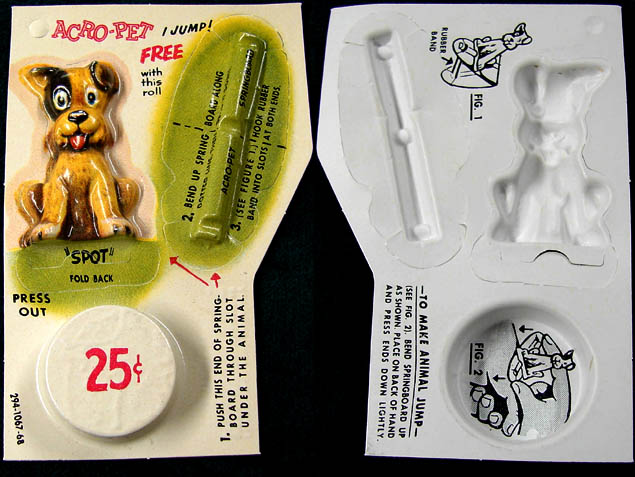 ACRO-PET I JUMP!
FREE
with
this
roll
2. BEND UP SPRING BOARD ALONG
SPRINGBOARD
ACRO-PET
3. (SEE FIGURE 1) HOOK RUBBER
BAND INTO SLOTS AT BOTH ENDS.
"SPOT"
FOLD BACK
PRESS
OUT
25¢
1. PUSH THIS END OF SPRING-
BOARD THROUGH SLOT
UNDER THE ANIMAL.
294-1067-68
RUBBER
BAND
FIG. 1
—TO MAKE ANIMAL JUMP—
(SEE FIG. 2). BEND SPRINGBOARD UP
AS SHOWN. PLACE ON BACK OF HAND
AND PRESS ENDS DOWN LIGHTLY.
FIG. 2